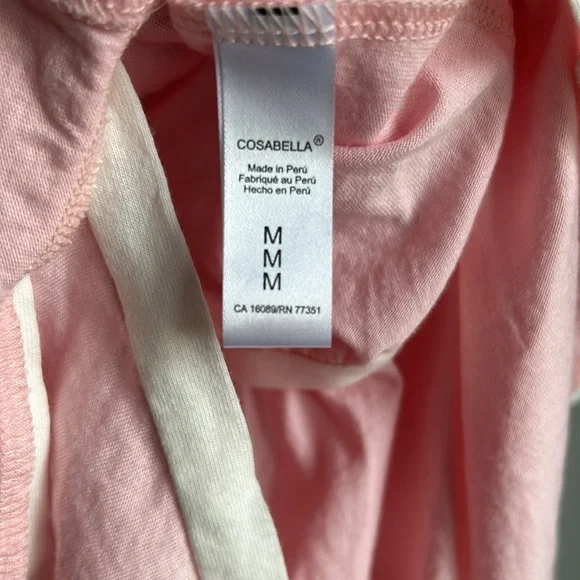 COSABELLA®
Made in Perú
Fabriqué au Perú
Hecho en Perú
M
M
M
CA 16089/RN 77351